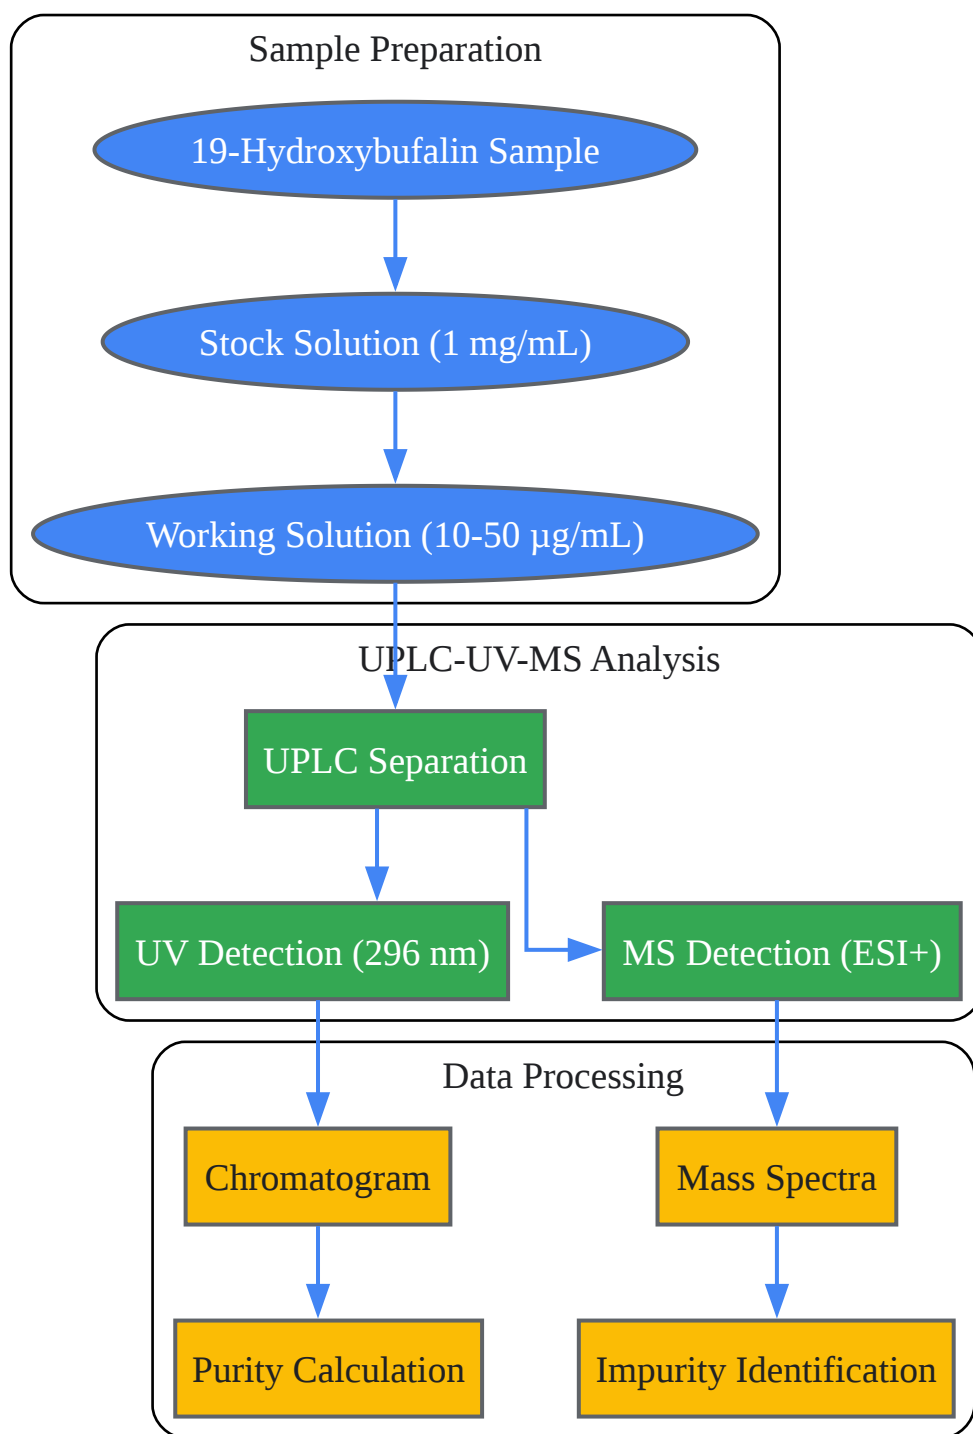 Sample Preparation
19-Hydroxybufalin Sample
Stock Solution (1 mg/mL)
Working Solution (10-50 µg/mL)
UPLC-UV-MS Analysis
UPLC Separation
UV Detection (296 nm)
MS Detection (ESI+)
Data Processing
Chromatogram
Mass Spectra
Purity Calculation
Impurity Identification